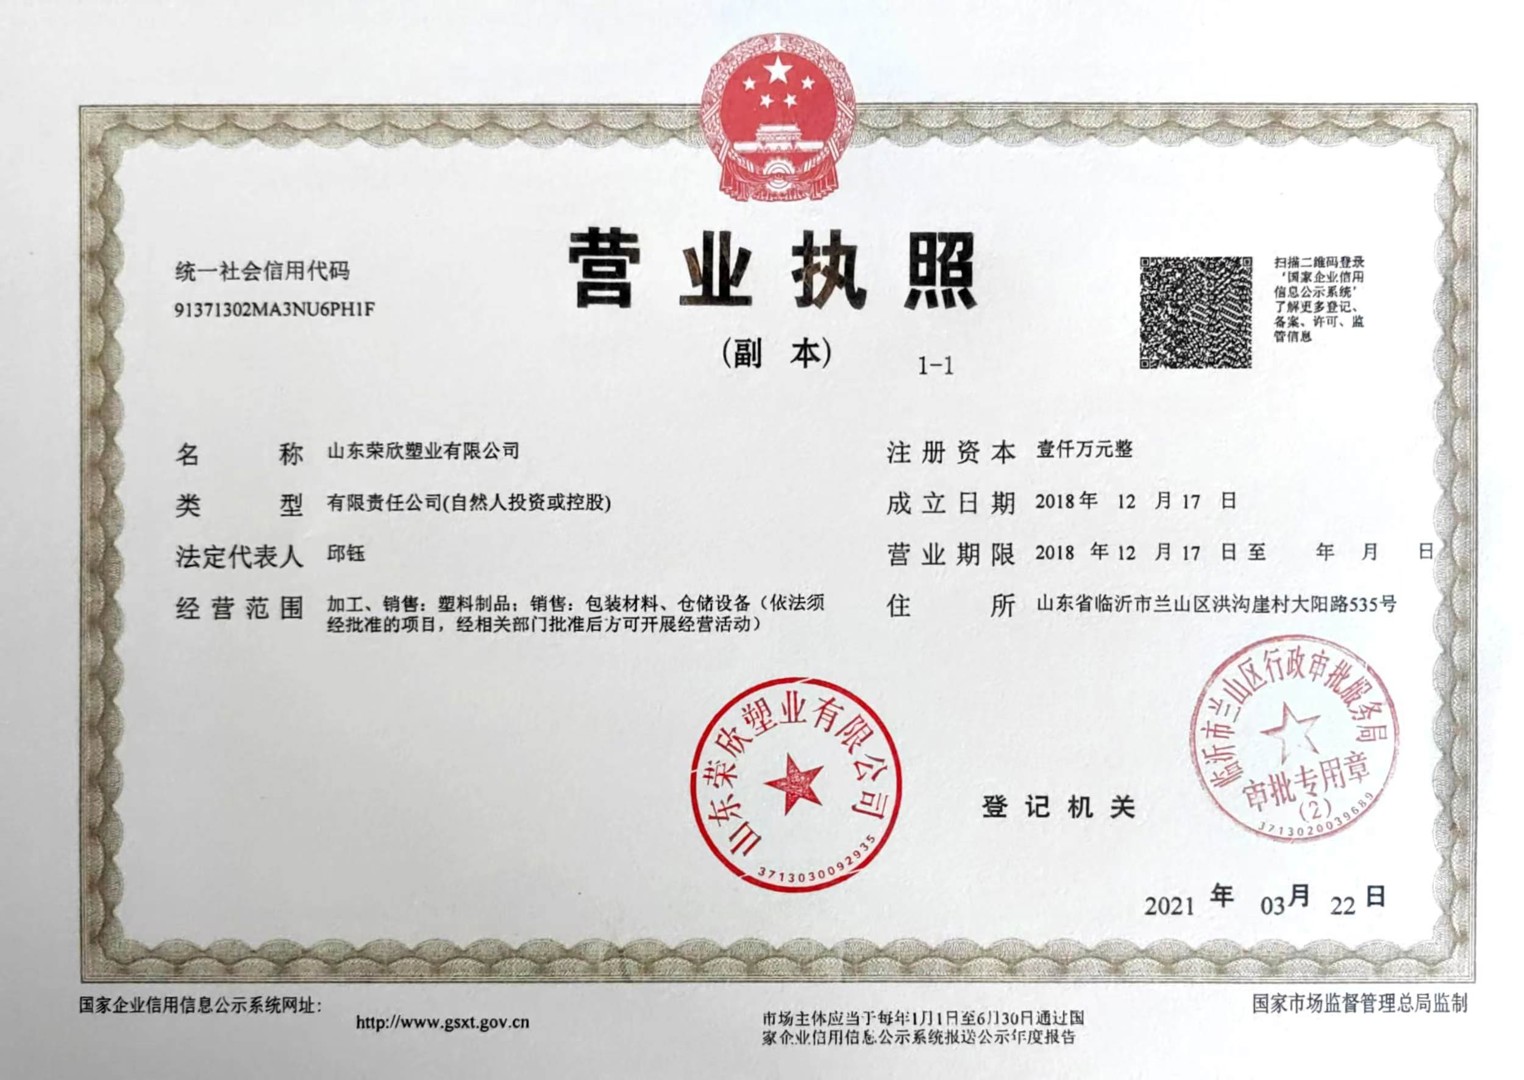 营业执照
(副 本)
1-1
统一社会信用代码
91371302MA3NU6PH1F
扫描二维码登录
‘国家企业信用
信息公示系统’
了解更多登记、
备案、许可、监
管信息
名 称 山东荣欣塑业有限公司
类 型 有限责任公司(自然人投资或控股)
法定代表人 邱钰
经营范围 加工、销售：塑料制品；销售：包装材料、仓储设备（依法须
经批准的项目，经相关部门批准后方可开展经营活动）
注册资本 壹仟万元整
成立日期 2018年 12 月 17 日
营业期限 2018 年 12 月 17 日 至 年 月 日
住 所 山东省临沂市兰山区洪沟崖村大阳路535号
山东荣欣塑业有限公司
3713030092935
登记机关
临沂市兰山区行政审批服务局
审批专用章
(2)
3713020039689
2021 年 03月 22 日
国家企业信用信息公示系统网址：
http://www.gsxt.gov.cn
市场主体应当于每年1月1日至6月30日通过国
家企业信用信息公示系统报送公示年度报告
国家市场监督管理总局监制